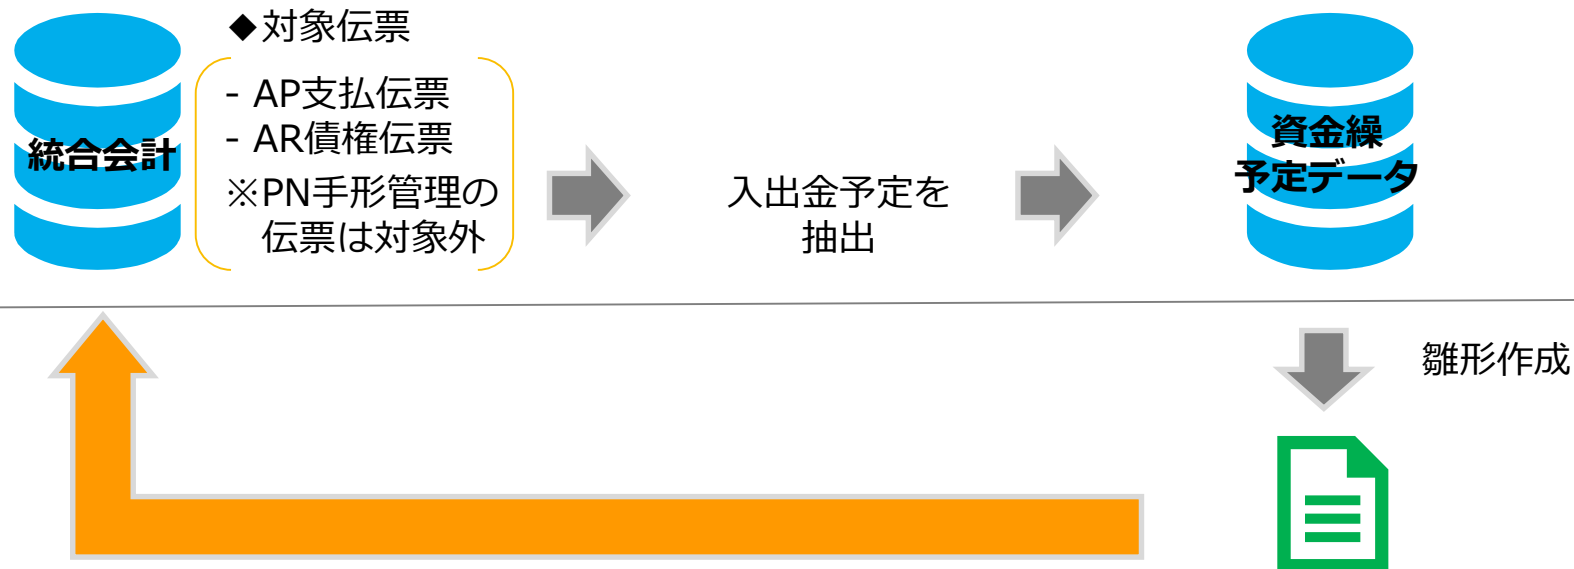 ◆対象伝票
- AP支払伝票
- AR債権伝票
※PN手形管理の
伝票は対象外
統合会計
入出金予定を
抽出
資金繰
予定データ
雛形作成